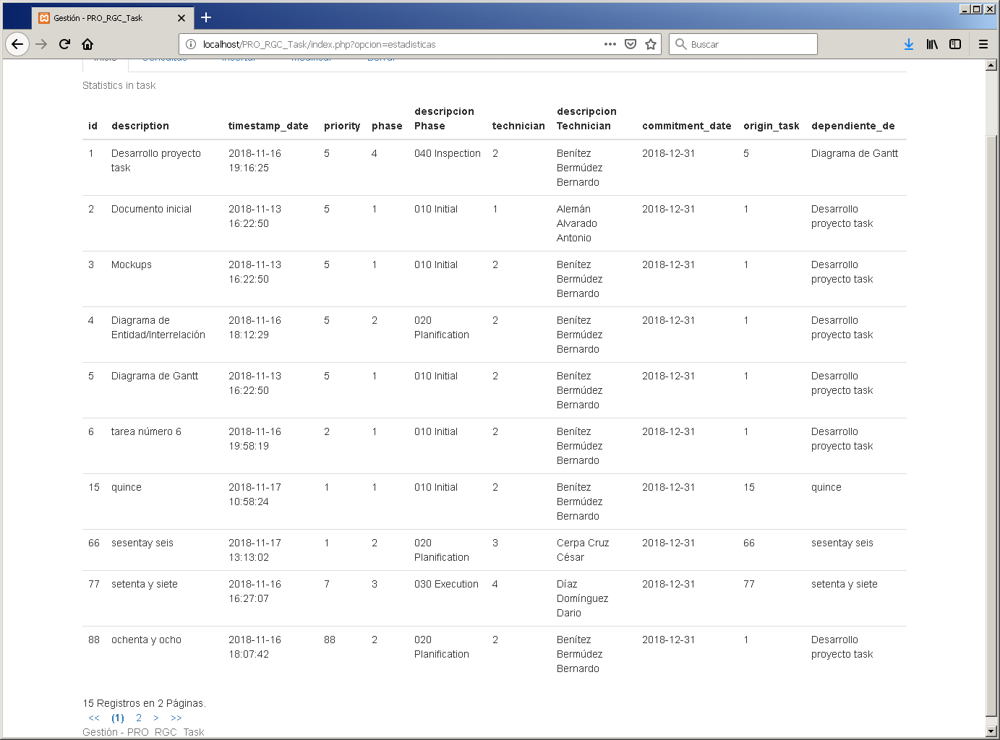 Gestión - PRO_RGC_Task
localhost/PRO_RGC_Task/index.php?opcion=estadisticas
Buscar
Inicio Consultas Insertar Modificar Borrar
Statistics in task
id description timestamp_date priority phase descripcion Phase technician descripcion Technician commitment_date origin_task dependiente_de
1 Desarrollo proyecto task 2018-11-16 19:16:25 5 4 040 Inspection 2 Benítez Bermúdez Bernardo 2018-12-31 5 Diagrama de Gantt
2 Documento inicial 2018-11-13 16:22:50 5 1 010 Initial 1 Alemán Alvarado Antonio 2018-12-31 1 Desarrollo proyecto task
3 Mockups 2018-11-13 16:22:50 5 1 010 Initial 2 Benítez Bermúdez Bernardo 2018-12-31 1 Desarrollo proyecto task
4 Diagrama de Entidad/Interrelación 2018-11-16 18:12:29 5 2 020 Planification 2 Benítez Bermúdez Bernardo 2018-12-31 1 Desarrollo proyecto task
5 Diagrama de Gantt 2018-11-13 16:22:50 5 1 010 Initial 2 Benítez Bermúdez Bernardo 2018-12-31 1 Desarrollo proyecto task
6 tarea número 6 2018-11-16 19:58:19 2 1 010 Initial 2 Benítez Bermúdez Bernardo 2018-12-31 1 Desarrollo proyecto task
15 quince 2018-11-17 10:58:24 1 1 010 Initial 2 Benítez Bermúdez Bernardo 2018-12-31 15 quince
66 sesentay seis 2018-11-17 13:13:02 1 2 020 Planification 3 Cerpa Cruz César 2018-12-31 66 sesentay seis
77 setenta y siete 2018-11-16 16:27:07 7 3 030 Execution 4 Díaz Domínguez Dario 2018-12-31 77 setenta y siete
88 ochenta y ocho 2018-11-16 18:07:42 88 2 020 Planification 2 Benítez Bermúdez Bernardo 2018-12-31 1 Desarrollo proyecto task
15 Registros en 2 Páginas.
<< (1) 2 > >>
Gestión - PRO_RGC_Task